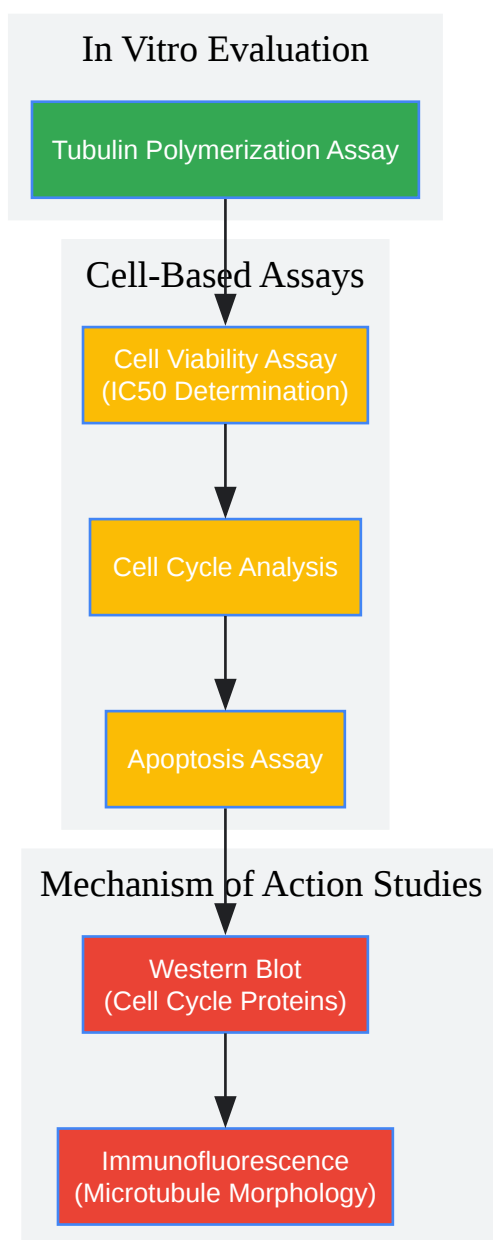 In Vitro Evaluation
Tubulin Polymerization Assay
Cell-Based Assays
Cell Viability Assay
(IC50 Determination)
Cell Cycle Analysis
Apoptosis Assay
Mechanism of Action Studies
Western Blot
(Cell Cycle Proteins)
Immunofluorescence
(Microtubule Morphology)